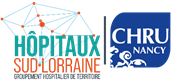 HÔPITAUX
SUD-LORRAINE
GROUPEMENT HOSPITALIER DE TERRITOIRE
CHRU
NANCY